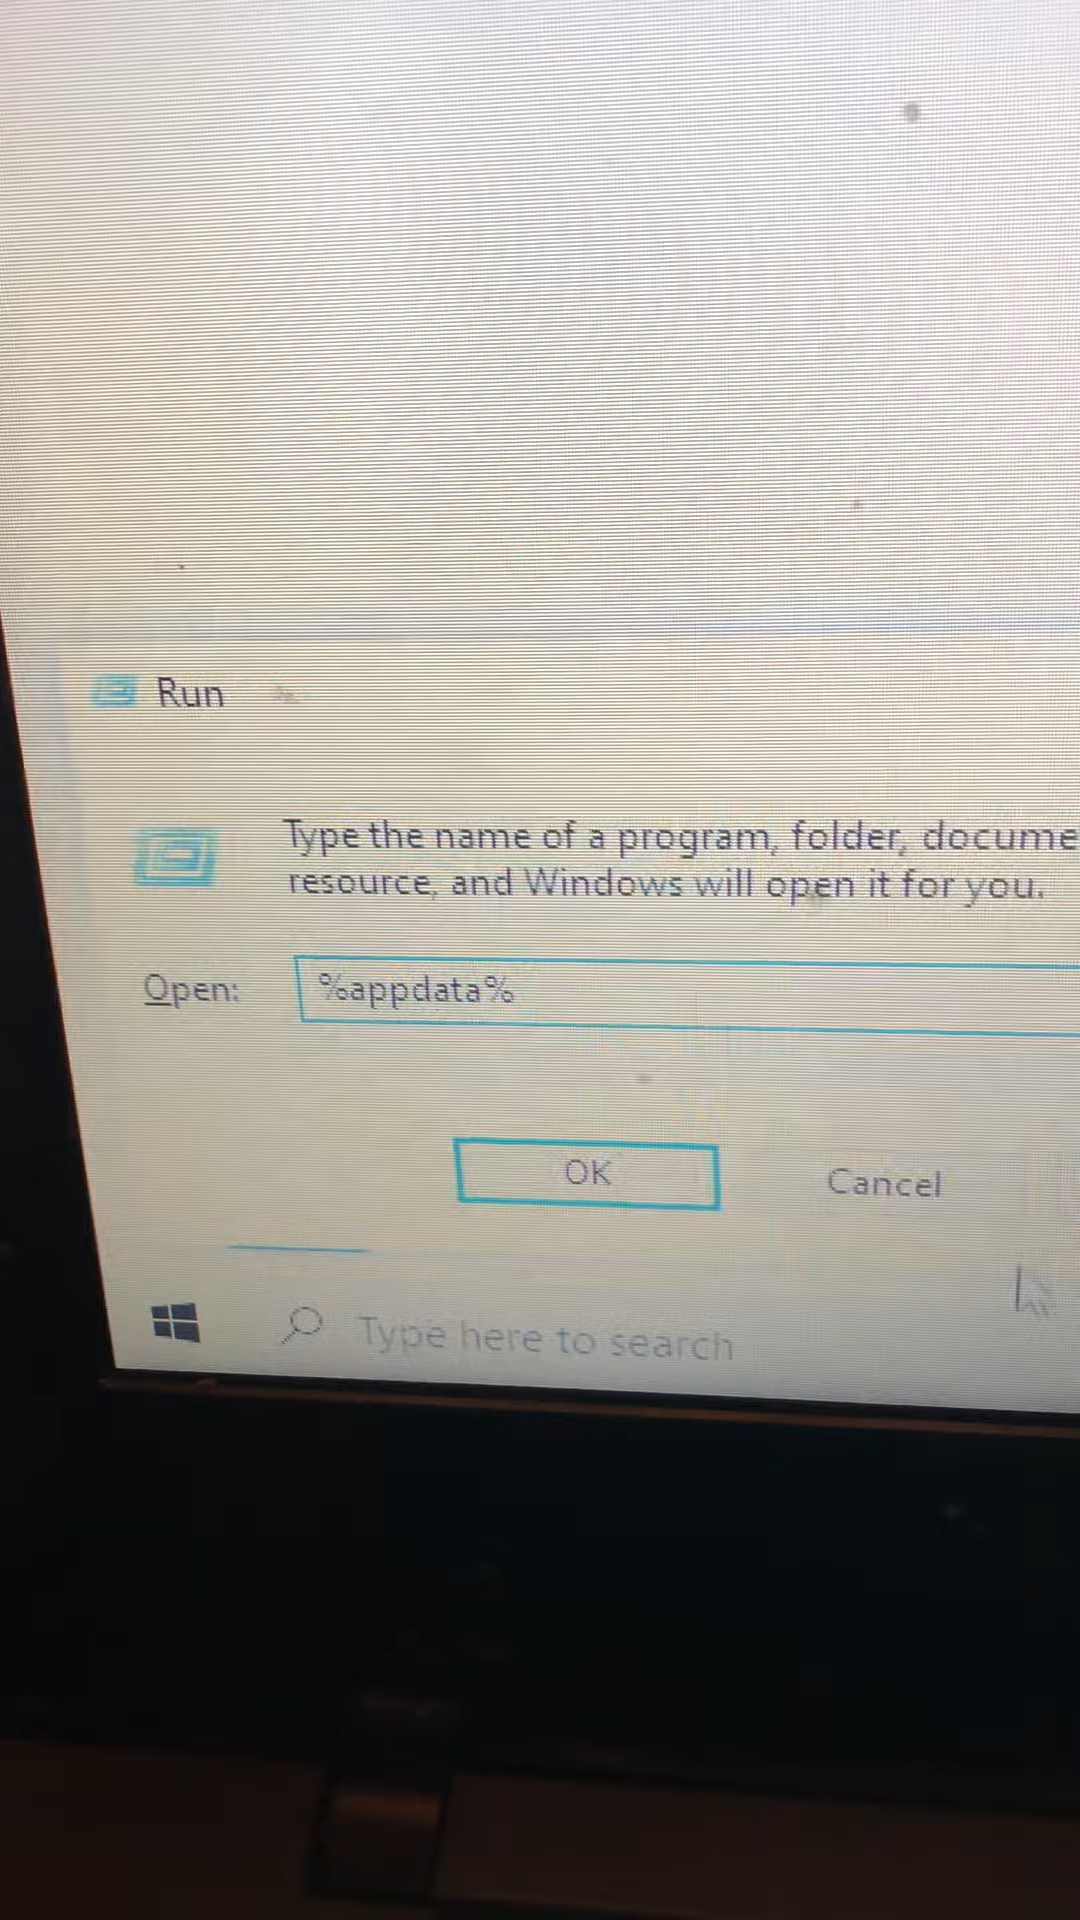 Run
Type the name of a program, folder, docume
resource, and Windows will open it for you.
Open:
%appdata%
OK
Cancel
Type here to search